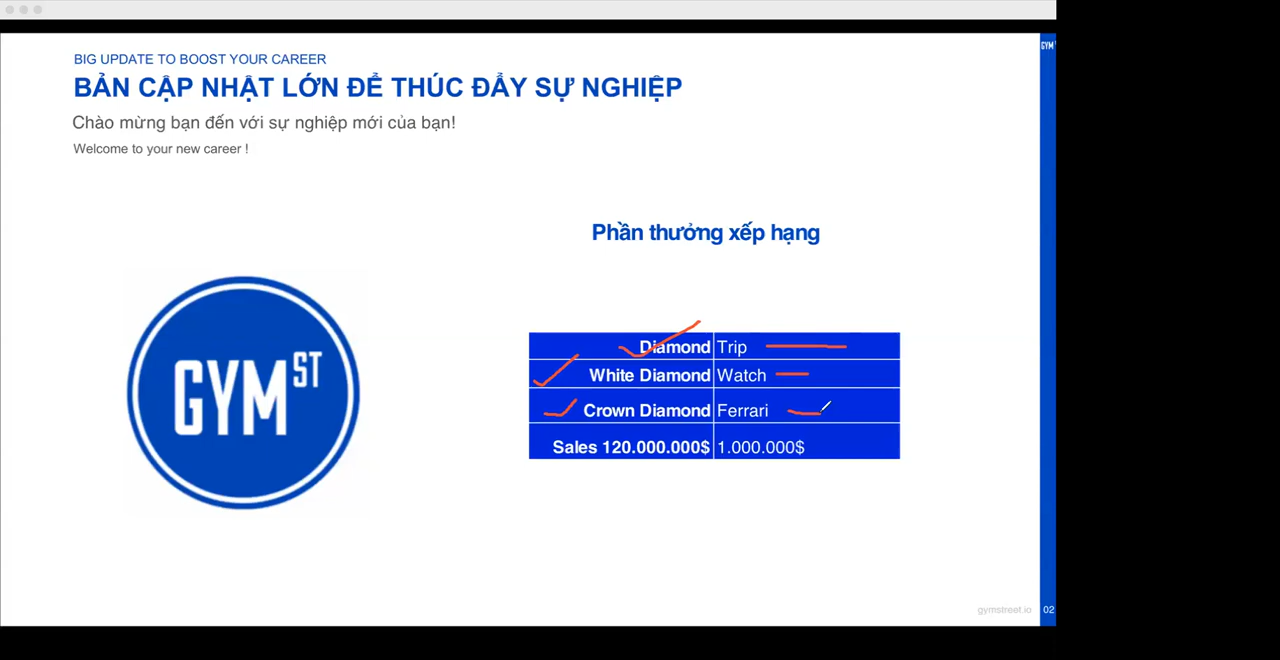 GYM
BIG UPDATE TO BOOST YOUR CAREER
BẢN CẬP NHẬT LỚN ĐỂ THÚC ĐẨY SỰ NGHIỆP
Chào mừng bạn đến với sự nghiệp mới của bạn!
Welcome to your new career !
Phần thưởng xếp hạng
GYM ST
Diamond Trip
White Diamond Watch
Crown Diamond Ferrari
Sales 120.000.000$ 1.000.000$
gymstreet.io 02